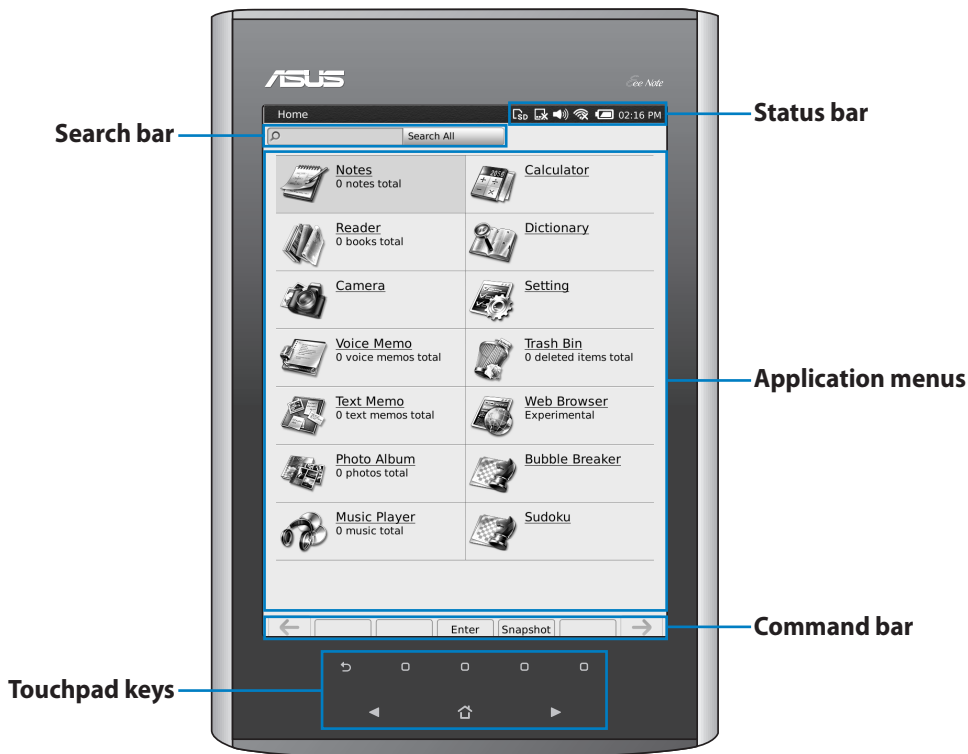 ASUS
Eee Note
Home
SD
02:16 PM
Status bar
Search bar
Search All
Notes
0 notes total
Calculator
Reader
0 books total
Dictionary
Camera
Setting
Voice Memo
0 voice memos total
Trash Bin
0 deleted items total
Application menus
Text Memo
0 text memos total
Web Browser
Experimental
Photo Album
0 photos total
Bubble Breaker
Music Player
0 music total
Sudoku
Enter
Snapshot
Command bar
Touchpad keys